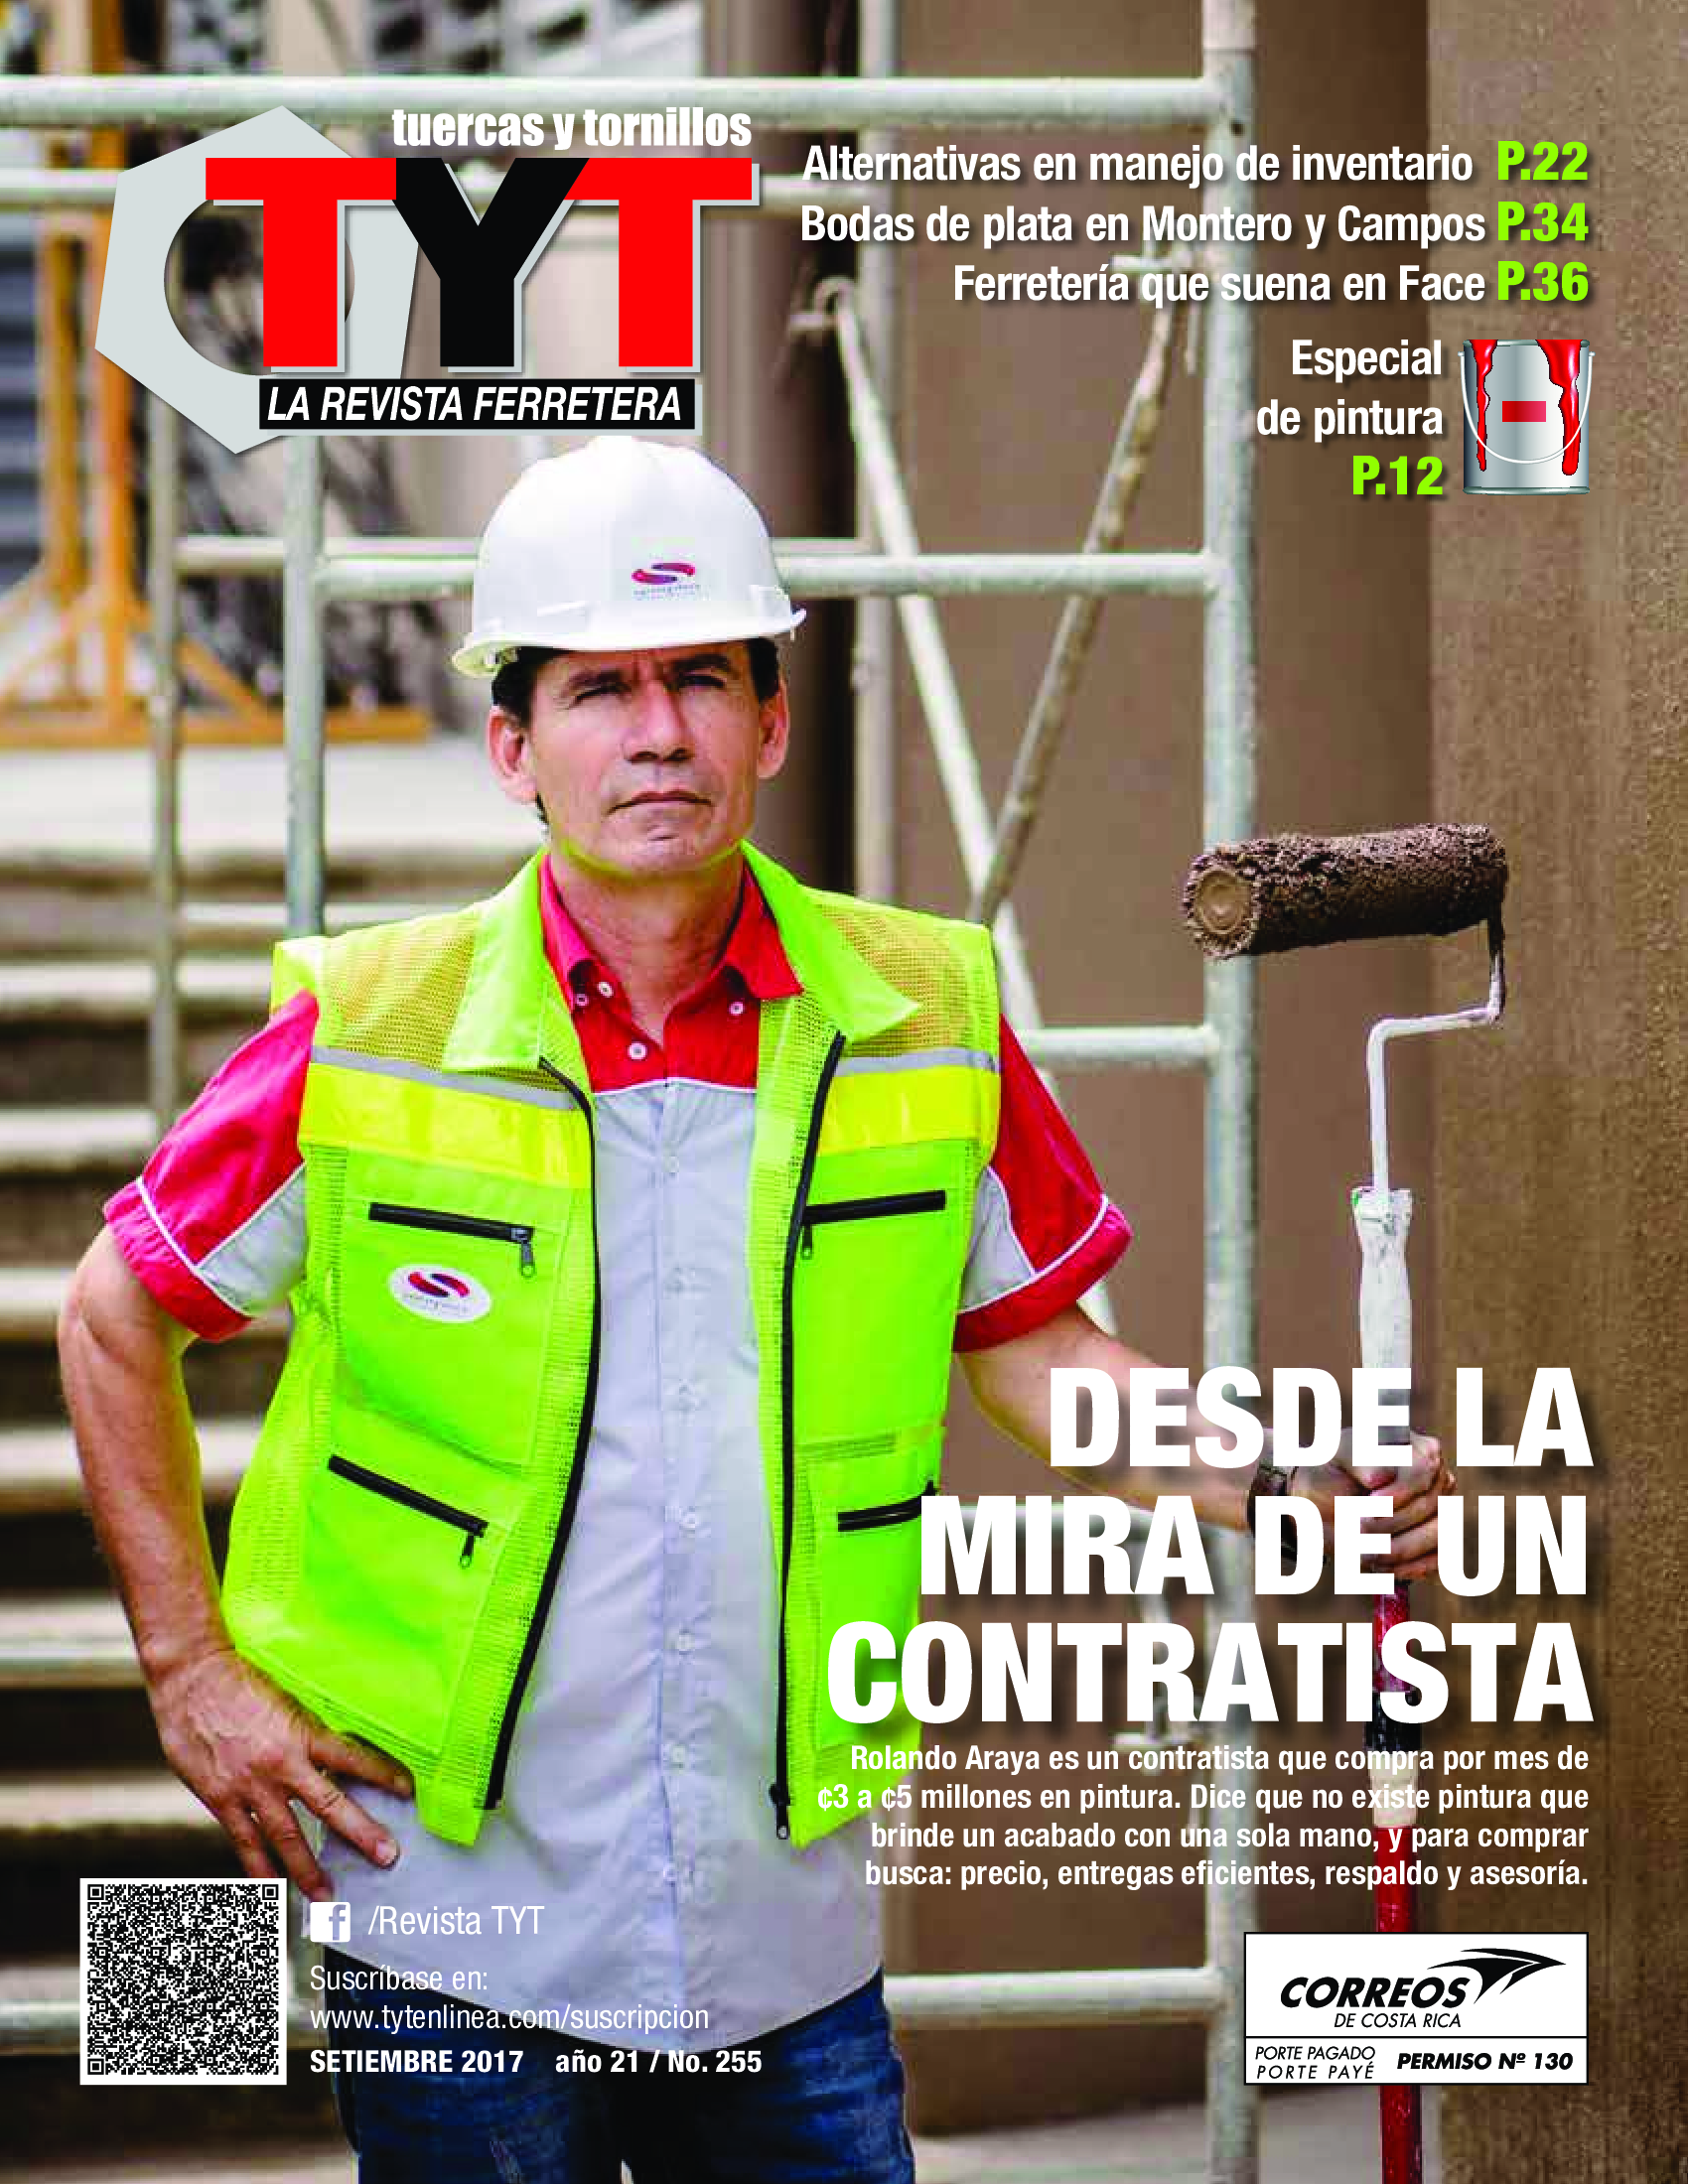 tuercas y tornillos
TYT
LA REVISTA FERRETERA
Alternativas en manejo de inventario P.22
Bodas de plata en Montero y Campos P.34
Ferretería que suena en Face P.36
Especial
de pintura
P.12
DESDE LA
MIRA DE UN
CONTRATISTA
Rolando Araya es un contratista que compra por mes de
¢3 a ¢5 millones en pintura. Dice que no existe pintura que
brinde un acabado con una sola mano, y para comprar
busca: precio, entregas eficientes, respaldo y asesoría.
/Revista TYT
Suscríbase en:
www.tytenlinea.com/suscripcion
SETIEMBRE 2017 año 21 / No. 255
CORREOS
DE COSTA RICA
PORTE PAGADO
PORTE PAYÉ
PERMISO Nº 130